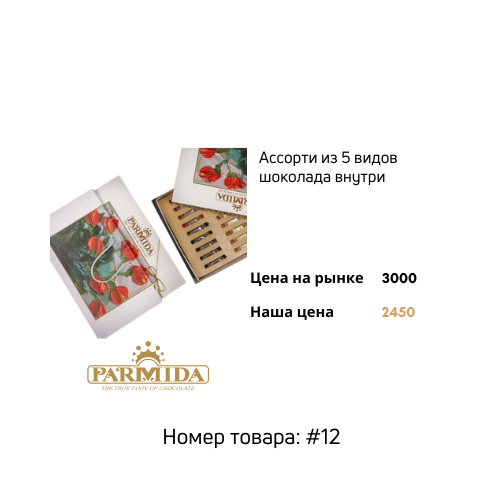 Ассорти из 5 видов
шоколада внутри
PARMIDA
Цена на рынке 3000
Наша цена 2450
PARMIDA
THE TRUE TASTE OF CHOCOLATE
Номер товара: #12